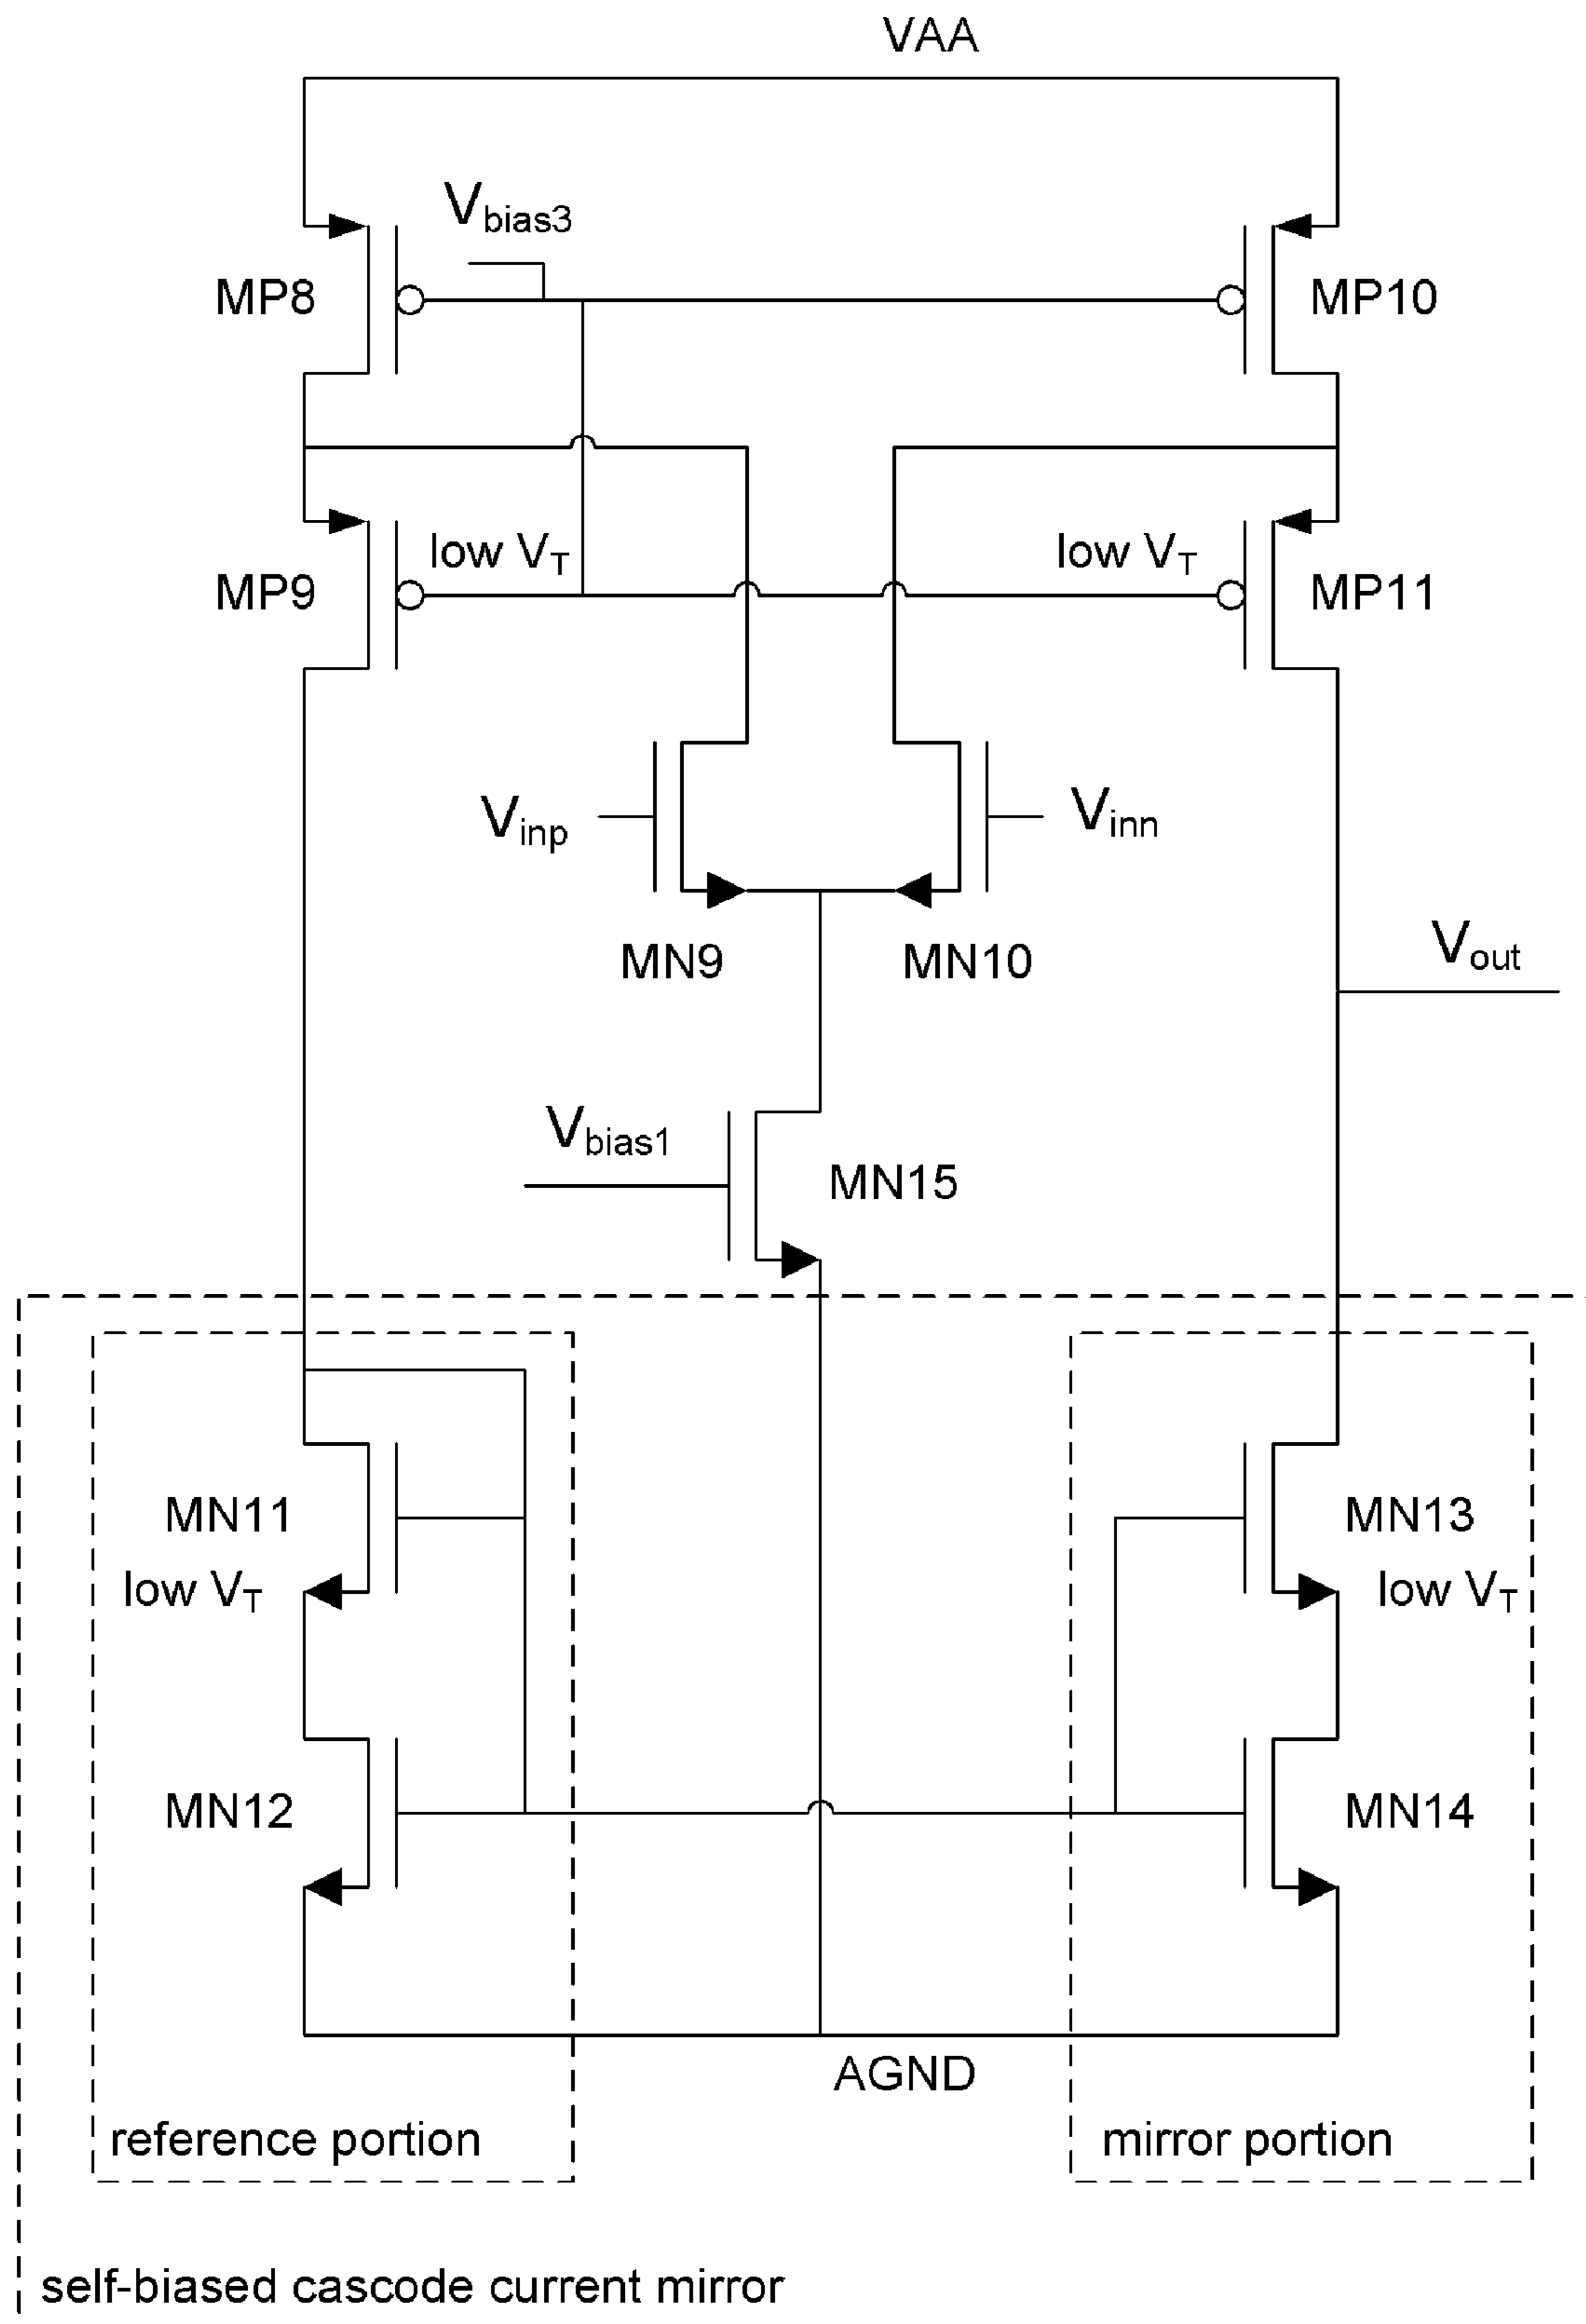 VAA
Vbias3
MP8
MP10
low VT
low VT
MP9
MP11
Vinp
Vinn
MN9
MN10
Vout
Vbias1
MN15
MN11
MN13
low VT
low VT
MN12
MN14
AGND
reference portion
mirror portion
self-biased cascode current mirror